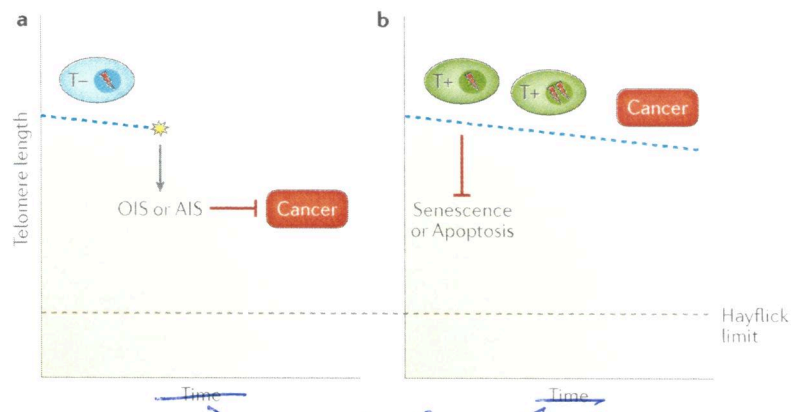 a
b
T–
T+
T+
Cancer
Telomere length
OIS or AIS
Cancer
Senescence
or Apoptosis
Hayflick
limit
Time
Time